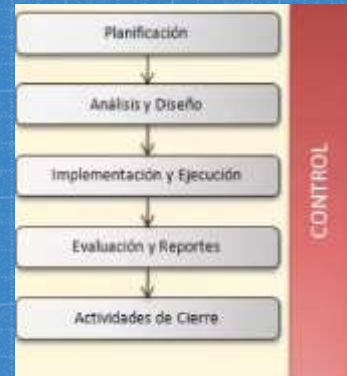 Planificación
Análisis y Diseño
Implementación y Ejecución
Evaluación y Reportes
Actividades de Cierre
CONTROL